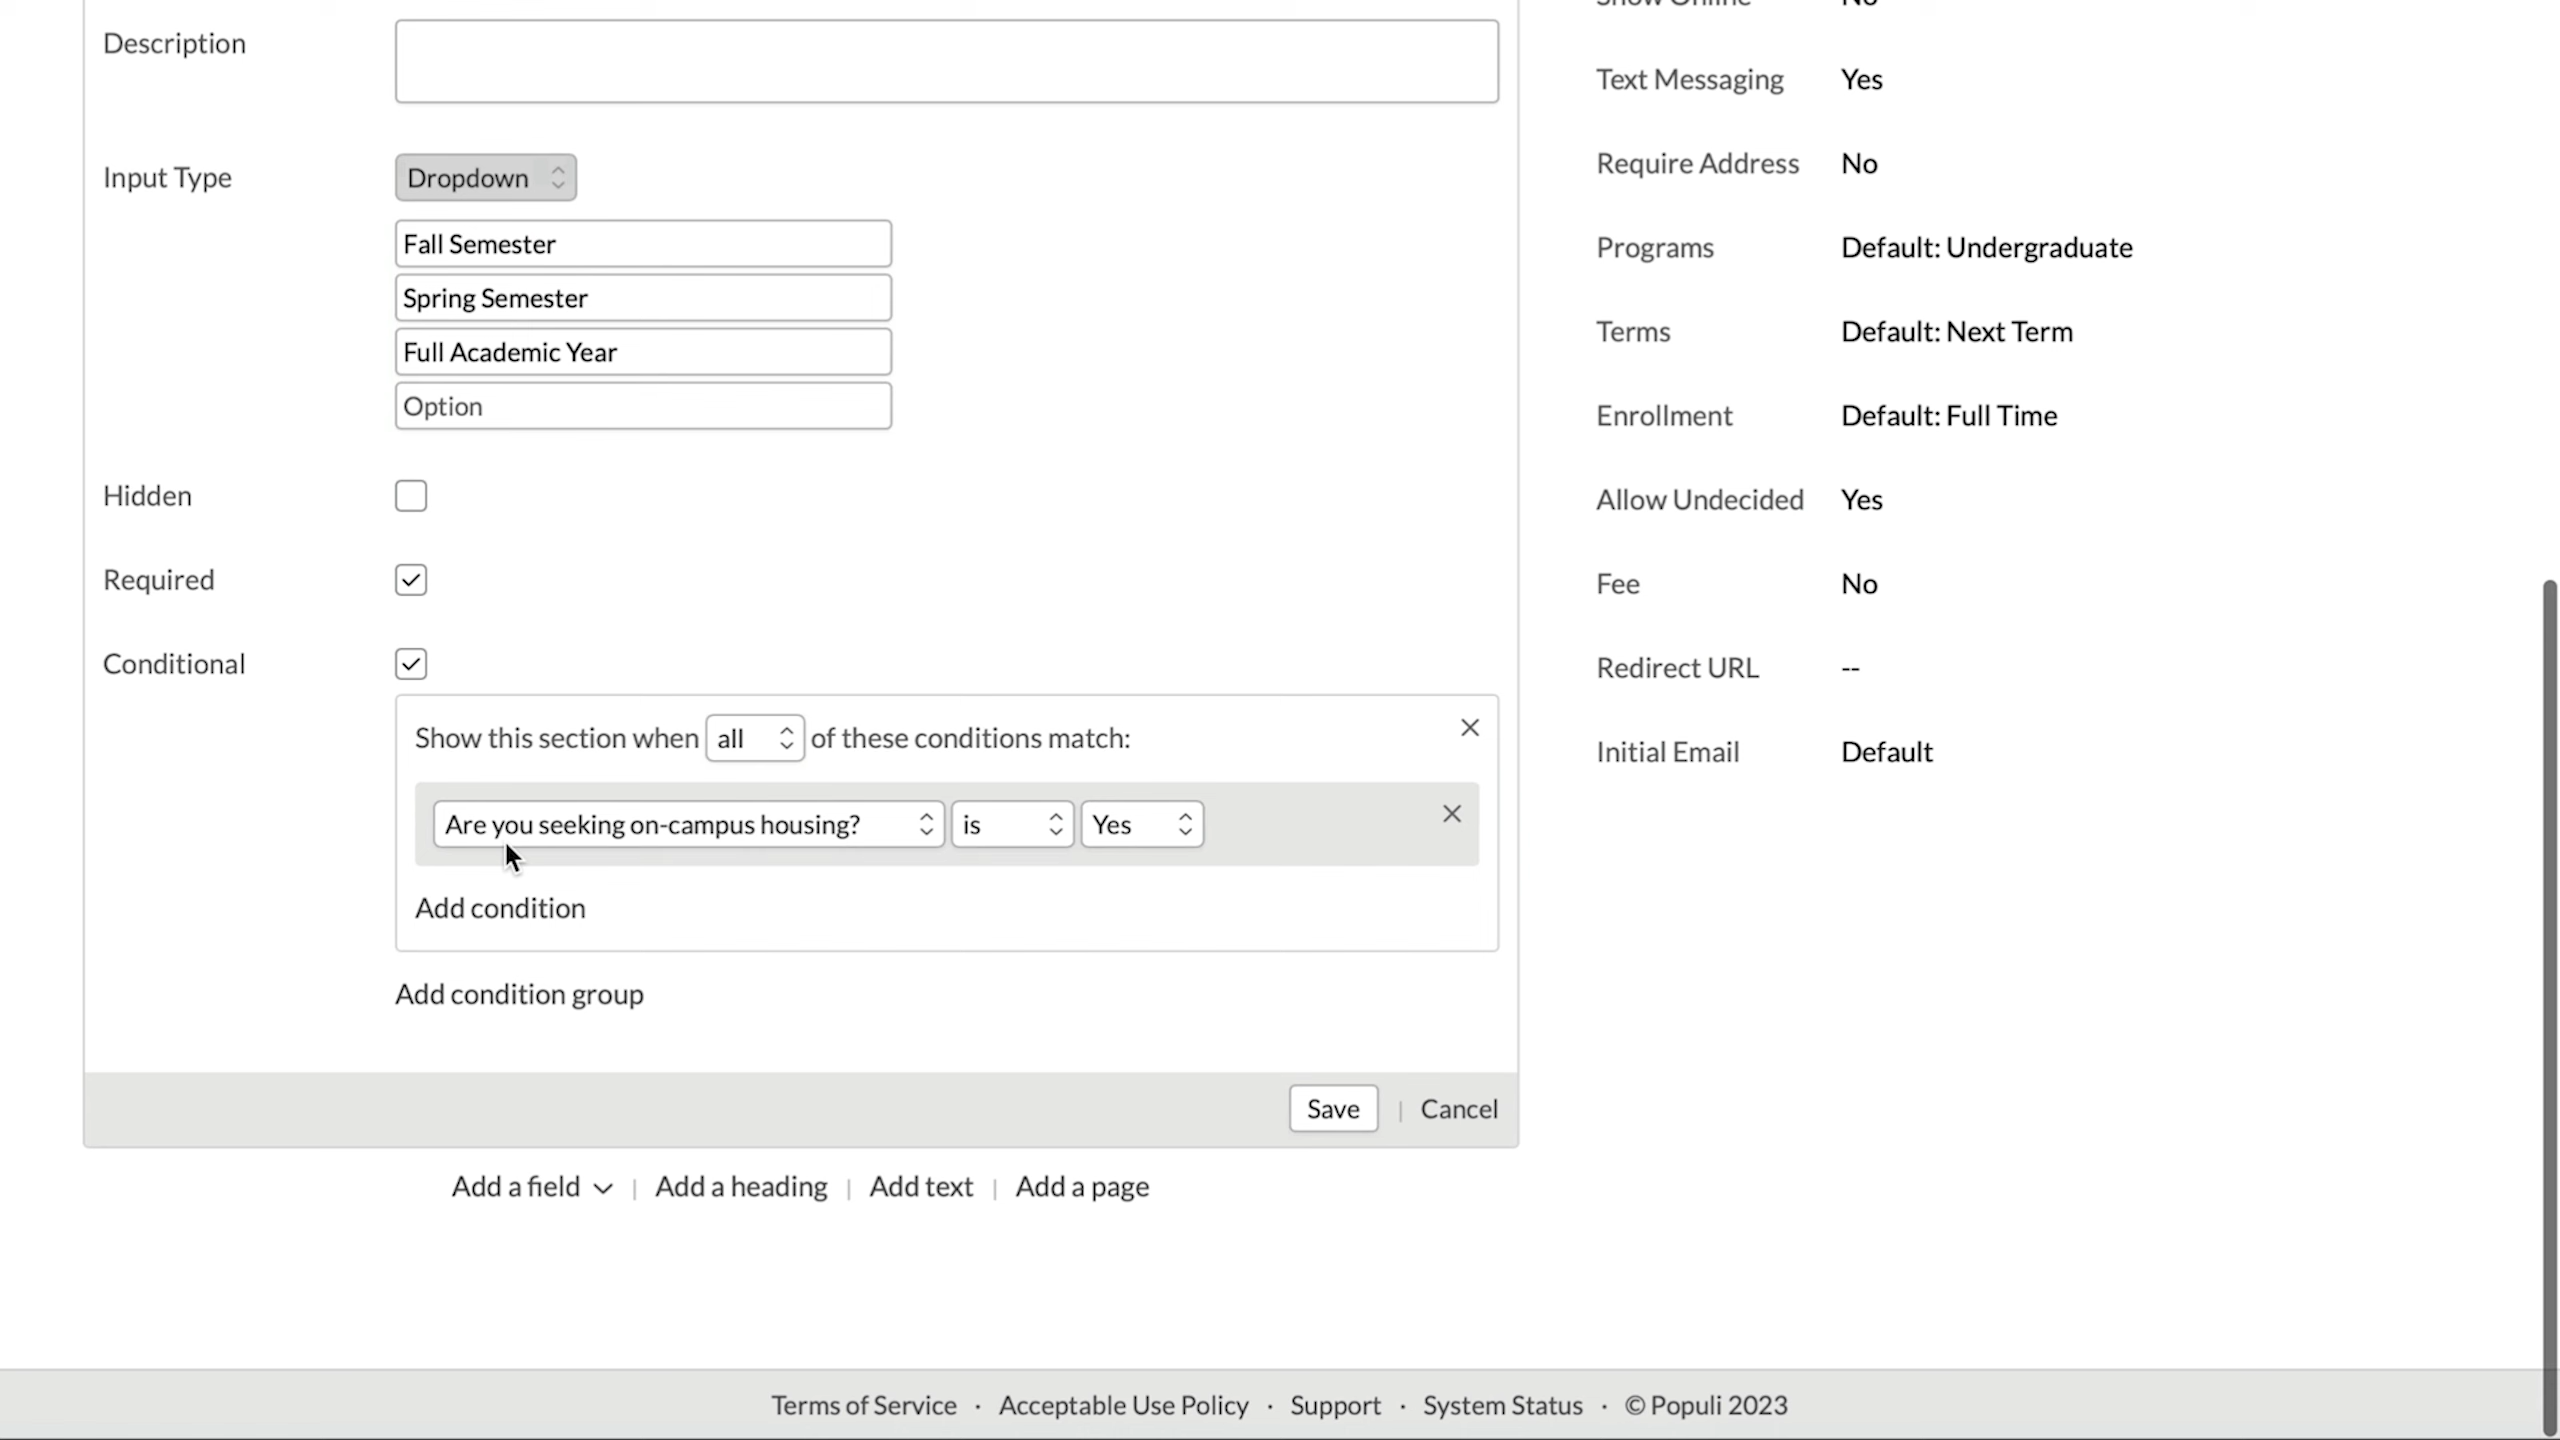 Description
Input Type
Dropdown
Fall Semester
Spring Semester
Full Academic Year
Option
Hidden
Required
Conditional
Show this section when all of these conditions match:
Are you seeking on-campus housing? is Yes
Add condition
Add condition group
Save | Cancel
Add a field | Add a heading | Add text | Add a page
Show Online No
Text Messaging Yes
Require Address No
Programs Default: Undergraduate
Terms Default: Next Term
Enrollment Default: Full Time
Allow Undecided Yes
Fee No
Redirect URL --
Initial Email Default
Terms of Service · Acceptable Use Policy · Support · System Status · © Populi 2023